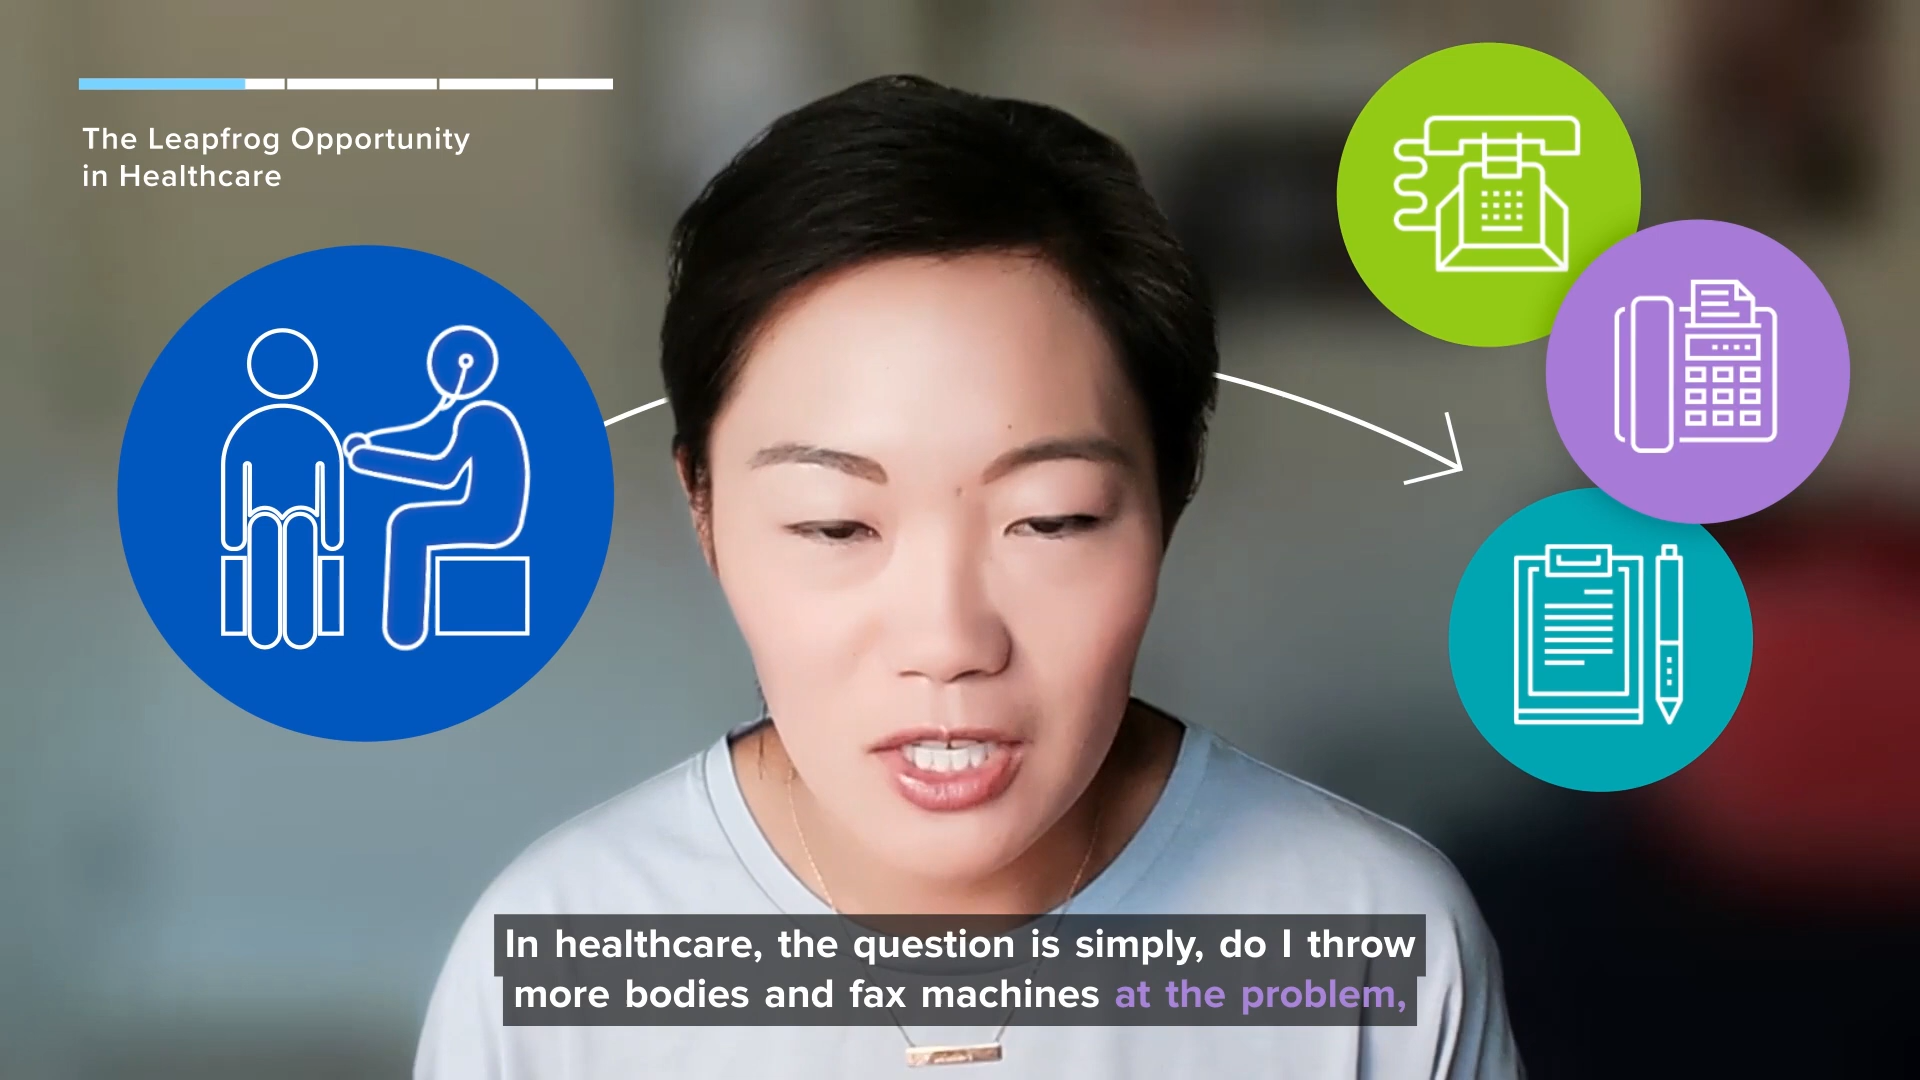 The Leapfrog Opportunity
in Healthcare
In healthcare, the question is simply, do I throw
more bodies and fax machines at the problem,